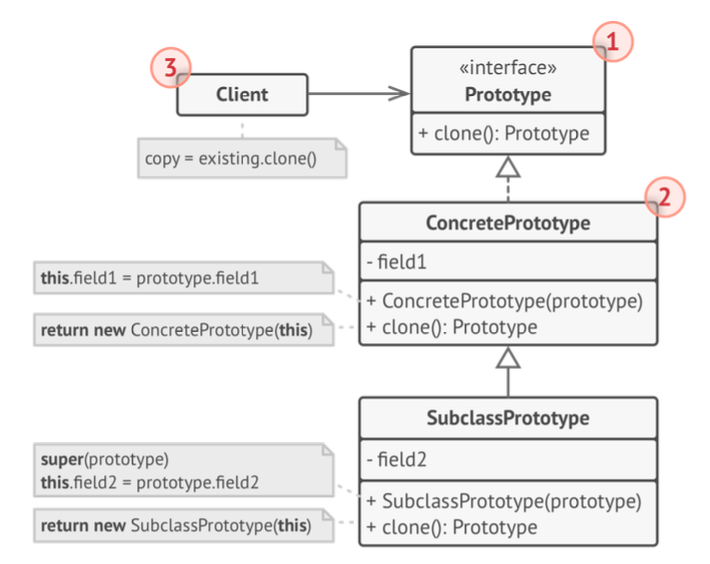 1
«interface»
Prototype
+ clone(): Prototype
3
Client
copy = existing.clone()
2
ConcretePrototype
- field1
+ ConcretePrototype(prototype)
+ clone(): Prototype
this.field1 = prototype.field1
return new ConcretePrototype(this)
SubclassPrototype
- field2
+ SubclassPrototype(prototype)
+ clone(): Prototype
super(prototype)
this.field2 = prototype.field2
return new SubclassPrototype(this)